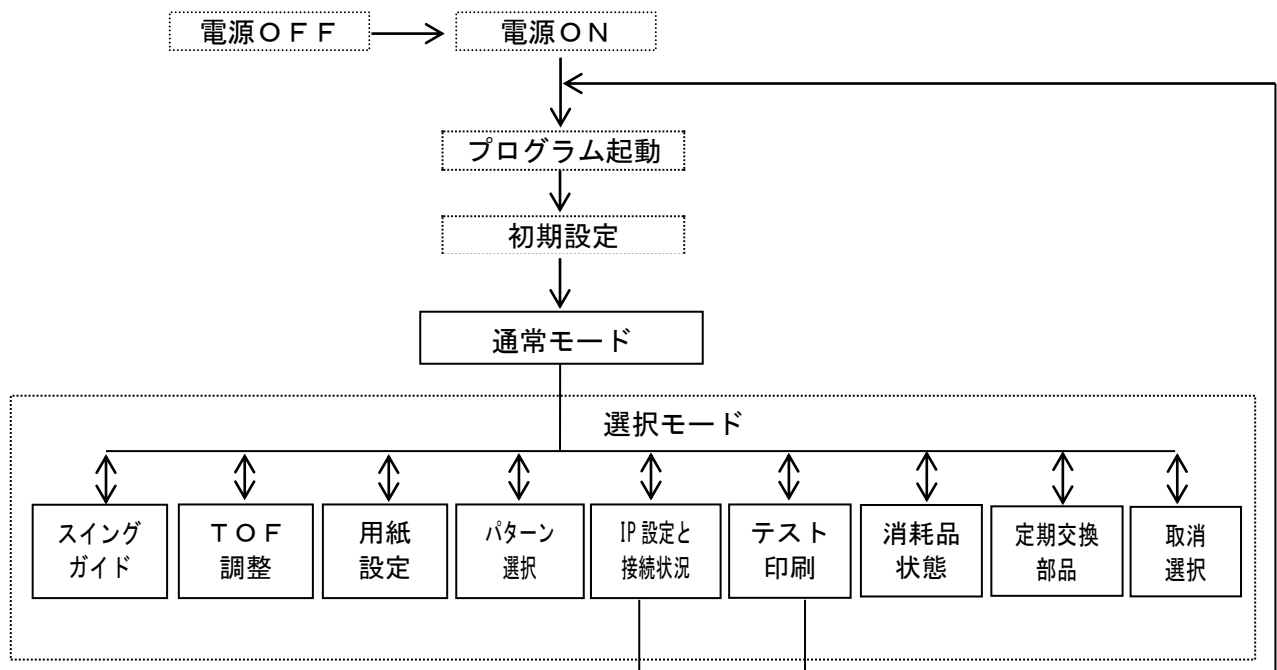 電源ＯＦＦ
電源ＯＮ
プログラム起動
初期設定
通常モード
選択モード
スイング
ガイド
ＴＯＦ
調整
用紙
設定
パターン
選択
IP 設定と
接続状況
テスト
印刷
消耗品
状態
定期交換
部品
取消
選択